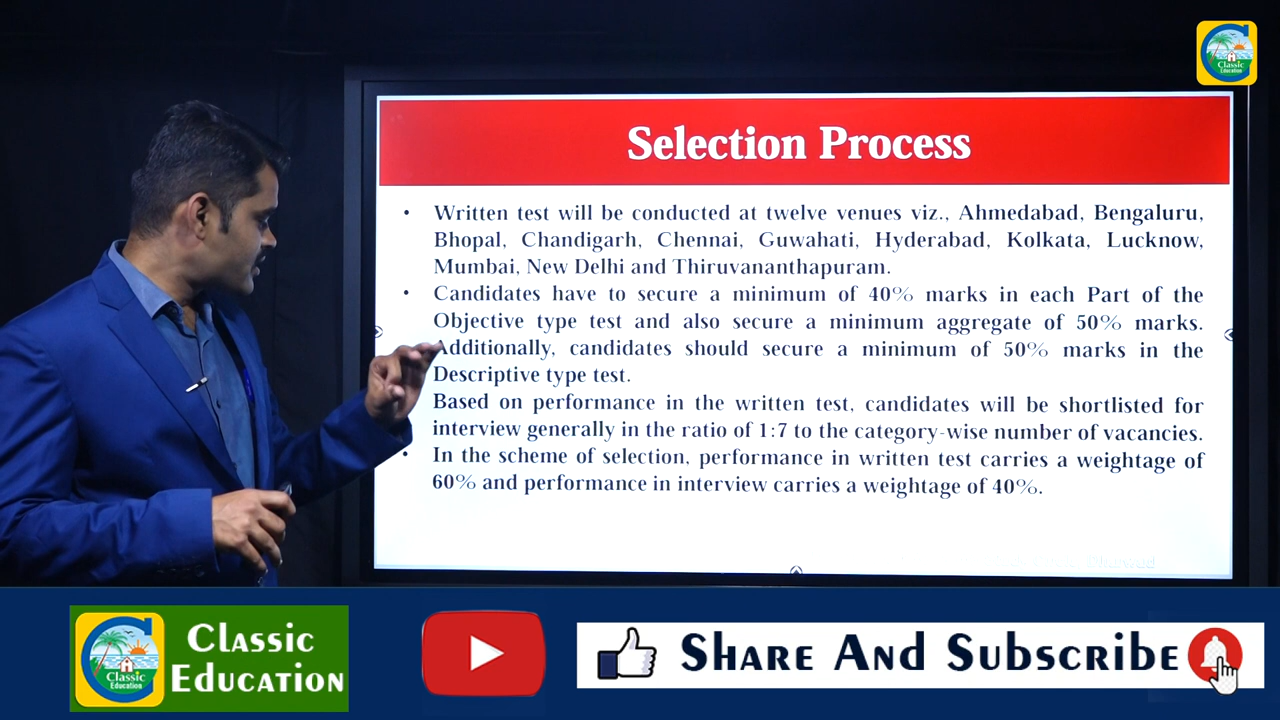 Classic
Education
Selection Process
• Written test will be conducted at twelve venues viz., Ahmedabad, Bengaluru,
Bhopal, Chandigarh, Chennai, Guwahati, Hyderabad, Kolkata, Lucknow,
Mumbai, New Delhi and Thiruvananthapuram.
• Candidates have to secure a minimum of 40% marks in each Part of the
Objective type test and also secure a minimum aggregate of 50% marks.
Additionally, candidates should secure a minimum of 50% marks in the
Descriptive type test.
Based on performance in the written test, candidates will be shortlisted for
interview generally in the ratio of 1:7 to the category-wise number of vacancies.
• In the scheme of selection, performance in written test carries a weightage of
60% and performance in interview carries a weightage of 40%.
Classic
Education
Classic
Education
Share And Subscribe